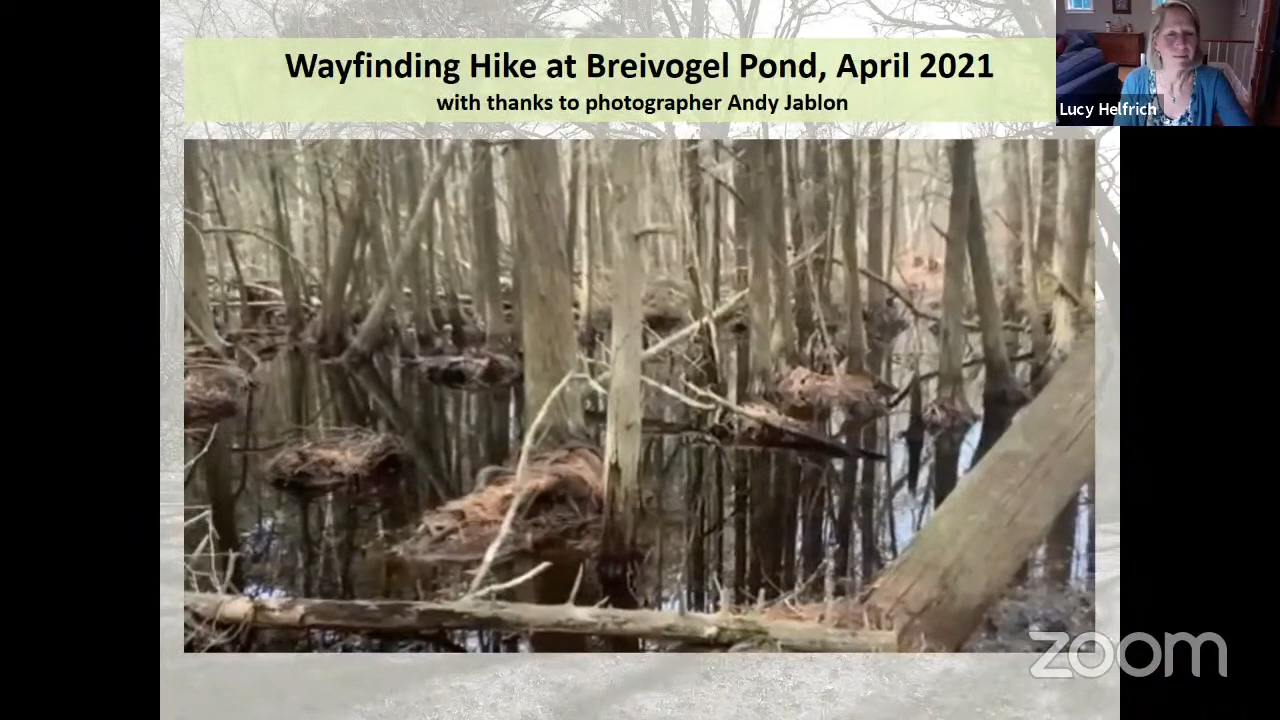 Wayfinding Hike at Breivogel Pond, April 2021
with thanks to photographer Andy Jablon
Lucy Helfrich
zoom